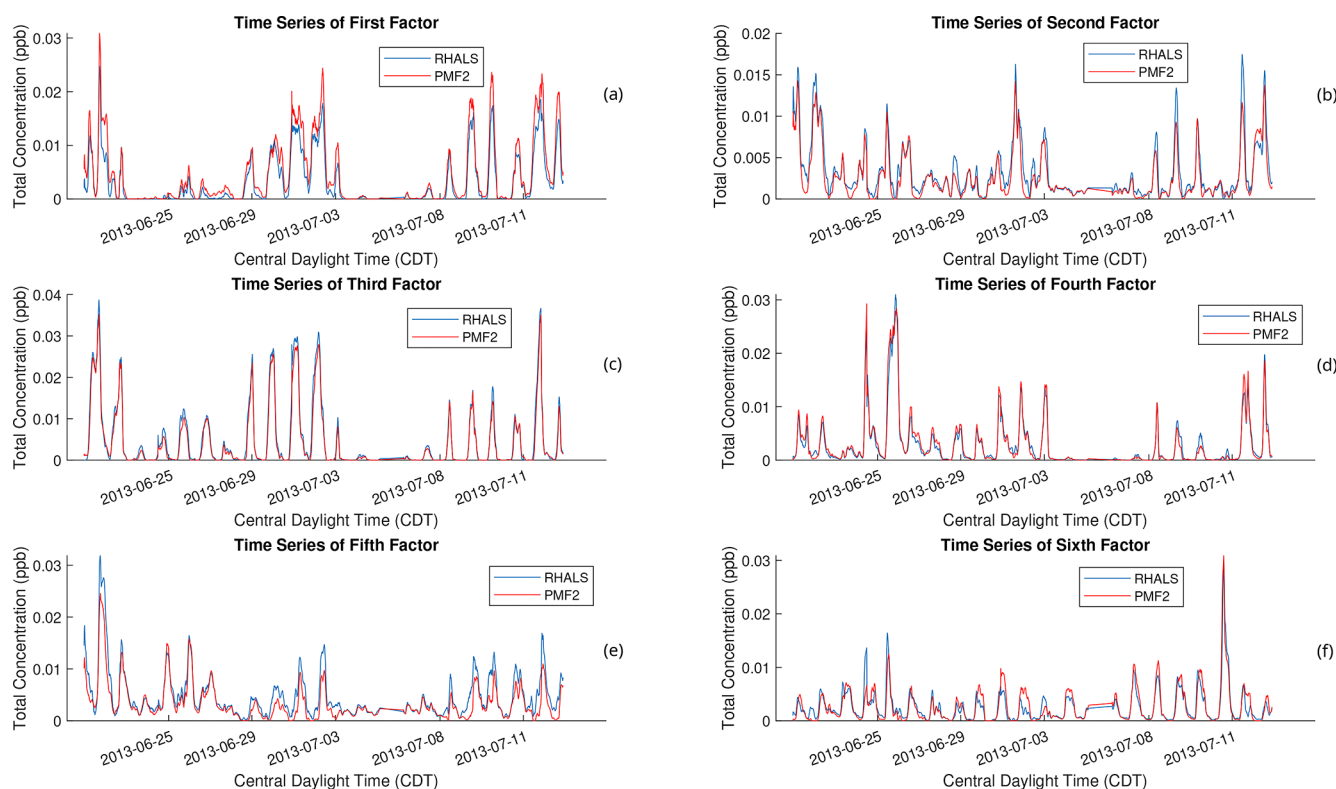 Time Series of First Factor
Total Concentration (ppb)
0.03
0.02
0.01
0
RHALS
PMF2
(a)
2013-06-25
2013-06-29
2013-07-03
2013-07-08
2013-07-11
Central Daylight Time (CDT)
Time Series of Second Factor
Total Concentration (ppb)
0.020
0.015
0.010
0.005
0
RHALS
PMF2
(b)
2013-06-25
2013-06-29
2013-07-03
2013-07-08
2013-07-11
Central Daylight Time (CDT)
Time Series of Third Factor
Total Concentration (ppb)
0.04
0.03
0.02
0.01
0
RHALS
PMF2
(c)
2013-06-25
2013-06-29
2013-07-03
2013-07-08
2013-07-11
Central Daylight Time (CDT)
Time Series of Fourth Factor
Total Concentration (ppb)
0.03
0.02
0.01
0
RHALS
PMF2
(d)
2013-06-25
2013-06-29
2013-07-03
2013-07-08
2013-07-11
Central Daylight Time (CDT)
Time Series of Fifth Factor
Total Concentration (ppb)
0.03
0.02
0.01
0
RHALS
PMF2
(e)
2013-06-25
2013-06-29
2013-07-03
2013-07-08
2013-07-11
Central Daylight Time (CDT)
Time Series of Sixth Factor
Total Concentration (ppb)
0.03
0.02
0.01
0
RHALS
PMF2
(f)
2013-06-25
2013-06-29
2013-07-03
2013-07-08
2013-07-11
Central Daylight Time (CDT)